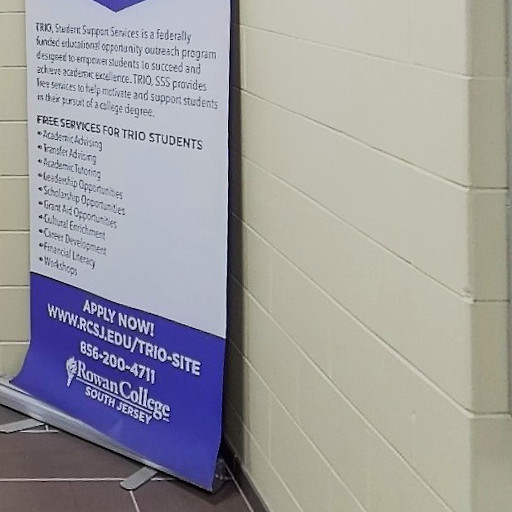 TRIO, Student Support Services is a federally
funded educational opportunity outreach program
designed to empower students to succeed and
achieve academic excellence. TRIO, SSS provides
free services to help motivate and support students
in their pursuit of a college degree.
FREE SERVICES FOR TRIO STUDENTS
• Academic Advising
• Transfer Advising
• Academic Tutoring
• Leadership Opportunities
• Scholarship Opportunities
• Grant Aid Opportunities
• Cultural Enrichment
• Career Development
• Financial Literacy
• Workshops
APPLY NOW!
WWW.RCSJ.EDU/TRIO-SITE
856-200-4711
Rowan College
SOUTH JERSEY